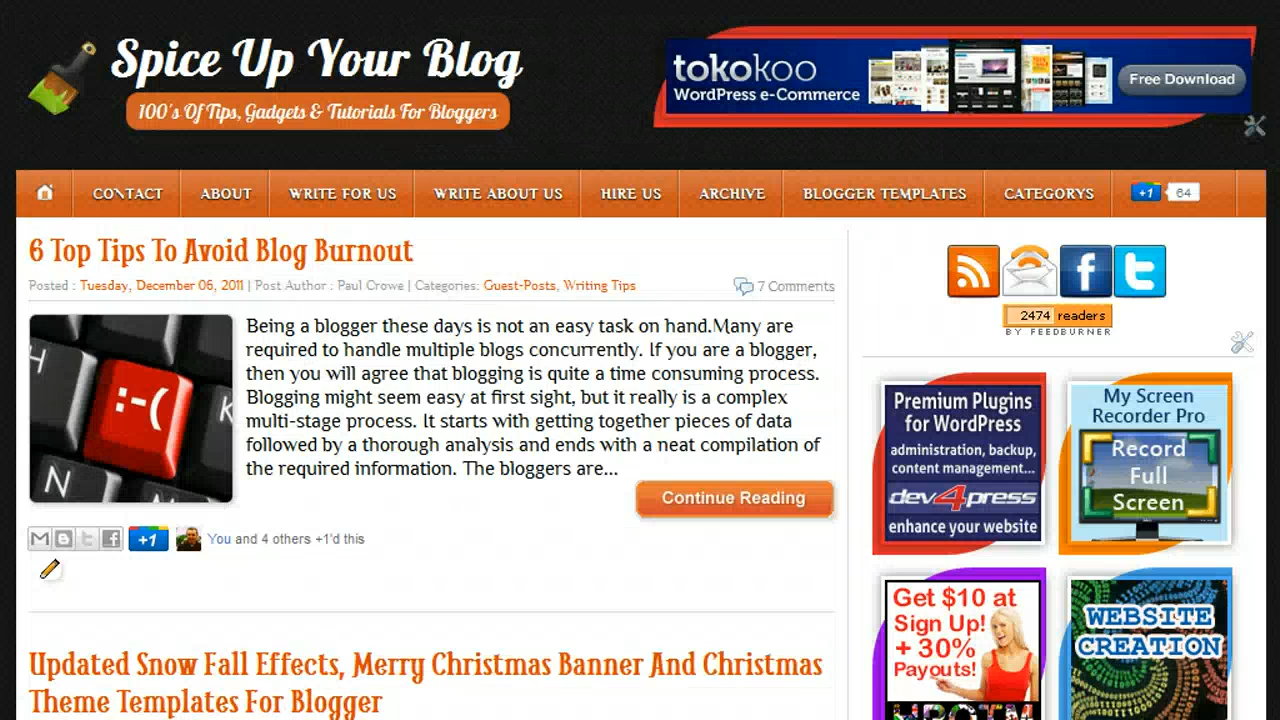 Spice Up Your Blog
100's Of Tips, Gadgets & Tutorials For Bloggers
tokokoo
WordPress e-Commerce
Free Download
CONTACT ABOUT WRITE FOR US WRITE ABOUT US HIRE US ARCHIVE BLOGGER TEMPLATES CATEGORYS +1 64
6 Top Tips To Avoid Blog Burnout
Posted : Tuesday, December 06, 2011 | Post Author : Paul Crowe | Categories: Guest-Posts, Writing Tips
7 Comments
H
:-(
K
N
Being a blogger these days is not an easy task on hand.Many are
required to handle multiple blogs concurrently. If you are a blogger,
then you will agree that blogging is quite a time consuming process.
Blogging might seem easy at first sight, but it really is a complex
multi-stage process. It starts with getting together pieces of data
followed by a thorough analysis and ends with a neat compilation of
the required information. The bloggers are...
Continue Reading
+1 You and 4 others +1'd this
Updated Snow Fall Effects, Merry Christmas Banner And Christmas
Theme Templates For Blogger
2474 readers
BY FEEDBURNER
Premium Plugins
for WordPress
administration, backup,
content management...
dev4press
enhance your website
My Screen
Recorder Pro
Record
Full
Screen
Get $10 at
Sign Up!
+ 30%
Payouts!
WEBSITE
CREATION